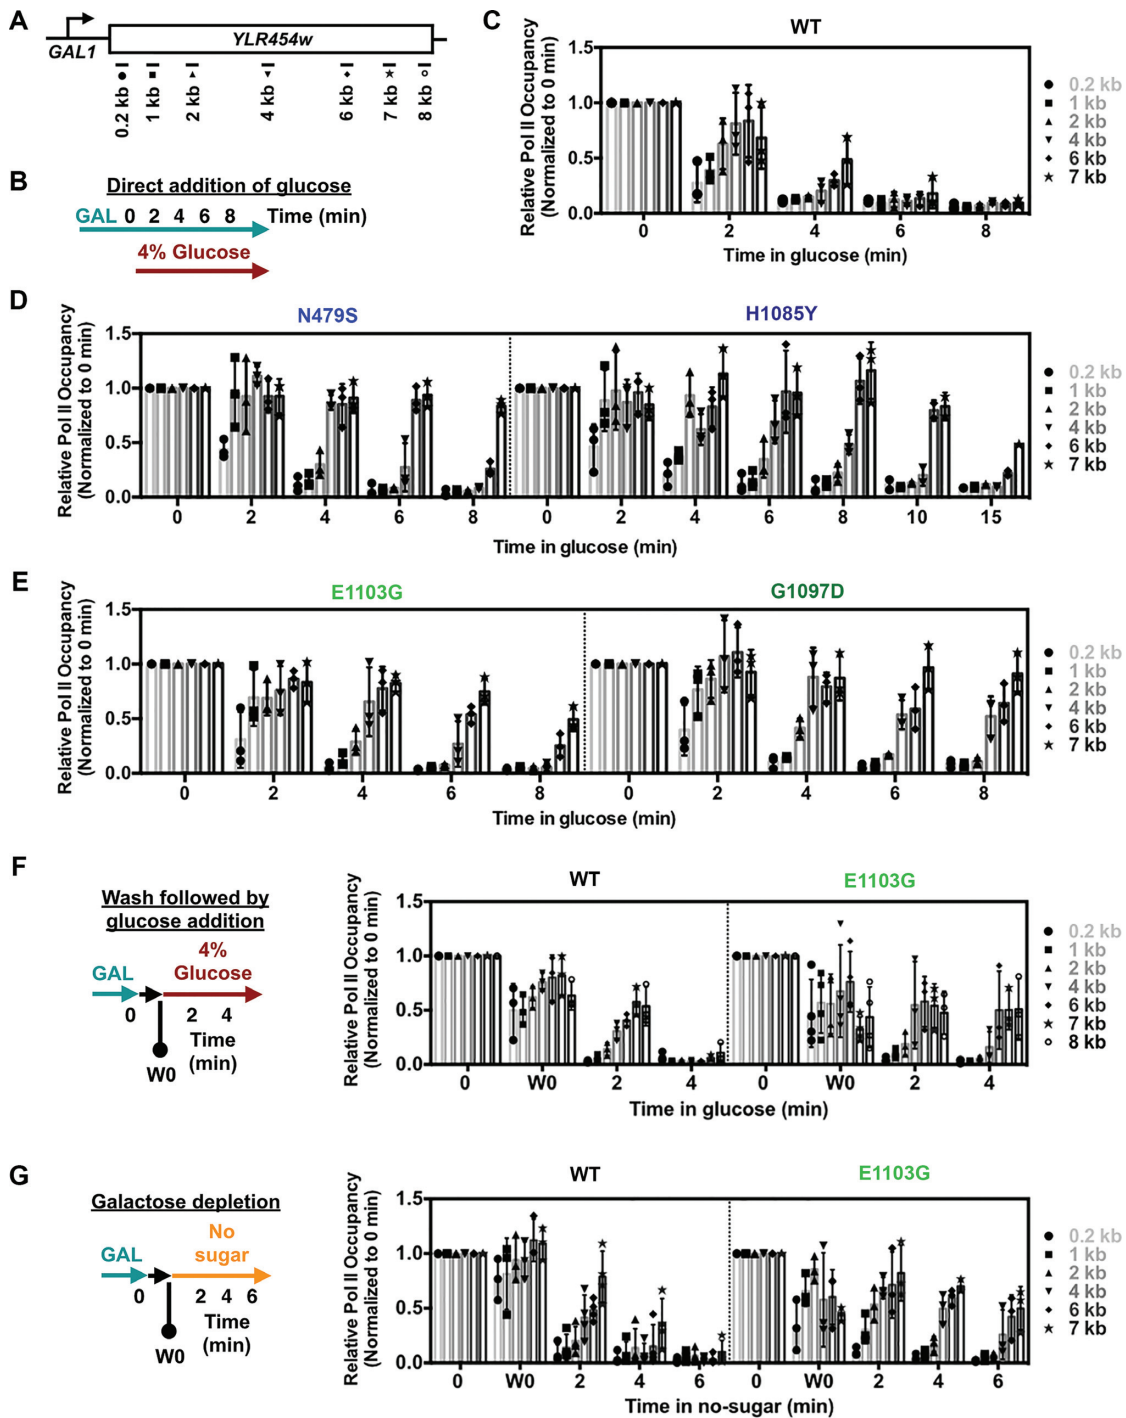 A
GAL1
YLR454w
0.2 kb
1 kb
2 kb
4 kb
6 kb
7 kb
8 kb
B
Direct addition of glucose
GAL 0 2 4 6 8 Time (min)
4% Glucose
C
WT
Relative Pol II Occupancy
(Normalized to 0 min)
1.5
1.0
0.5
0.0
0 2 4 6 8
Time in glucose (min)
0.2 kb
1 kb
2 kb
4 kb
6 kb
7 kb
D
N479S
H1085Y
Relative Pol II Occupancy
(Normalized to 0 min)
1.5
1.0
0.5
0.0
0 2 4 6 8 0 2 4 6 8 10 15
Time in glucose (min)
0.2 kb
1 kb
2 kb
4 kb
6 kb
7 kb
E
E1103G
G1097D
Relative Pol II Occupancy
(Normalized to 0 min)
1.5
1.0
0.5
0.0
0 2 4 6 8 0 2 4 6 8
Time in glucose (min)
0.2 kb
1 kb
2 kb
4 kb
6 kb
7 kb
F
Wash followed by
glucose addition
4%
GAL Glucose
0 2 4
Time
(min)
W0
WT
E1103G
Relative Pol II Occupancy
(Normalized to 0 min)
1.5
1.0
0.5
0.0
0 W0 2 4 0 W0 2 4
Time in glucose (min)
0.2 kb
1 kb
2 kb
4 kb
6 kb
7 kb
8 kb
G
Galactose depletion
No
GAL sugar
0 2 4 6
Time
(min)
W0
WT
E1103G
Relative Pol II Occupancy
(Normalized to 0 min)
1.5
1.0
0.5
0.0
0 W0 2 4 6 0 W0 2 4 6
Time in no-sugar (min)
0.2 kb
1 kb
2 kb
4 kb
6 kb
7 kb